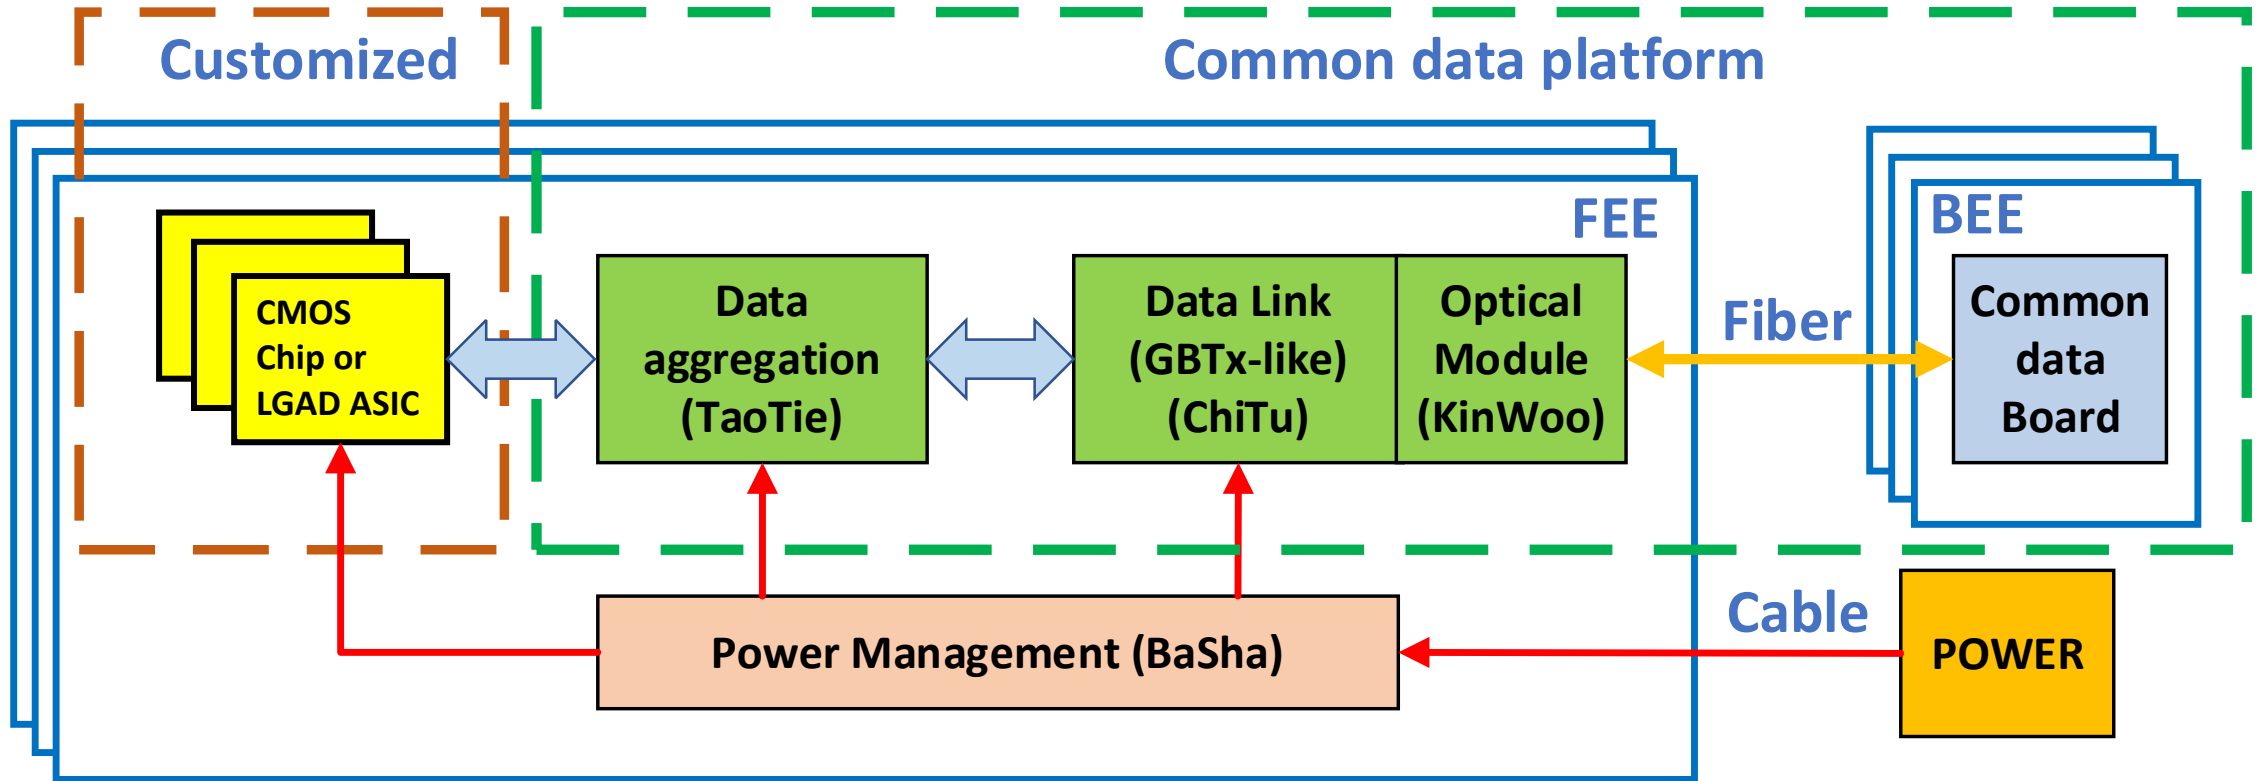 Customized
Common data platform
FEE
BEE
CMOS
Chip or
LGAD ASIC
Data
aggregation
(TaoTie)
Data Link
(GBTx-like)
(ChiTu)
Optical
Module
(KinWoo)
Fiber
Common
data
Board
Power Management (BaSha)
Cable
POWER